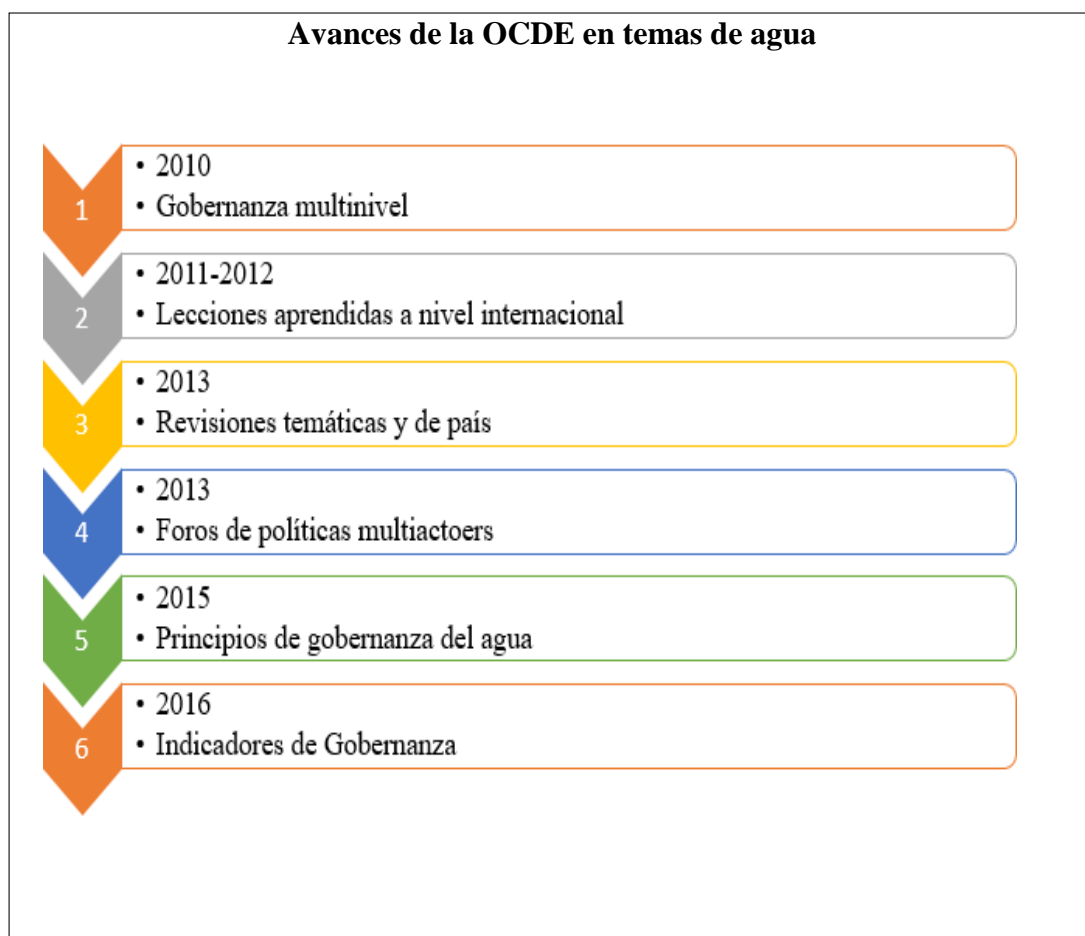 Avances de la OCDE en temas de agua
1
• 2010
• Gobernanza multinivel
2
• 2011-2012
• Lecciones aprendidas a nivel internacional
3
• 2013
• Revisiones temáticas y de país
4
• 2013
• Foros de políticas multiactoers
5
• 2015
• Principios de gobernanza del agua
6
• 2016
• Indicadores de Gobernanza